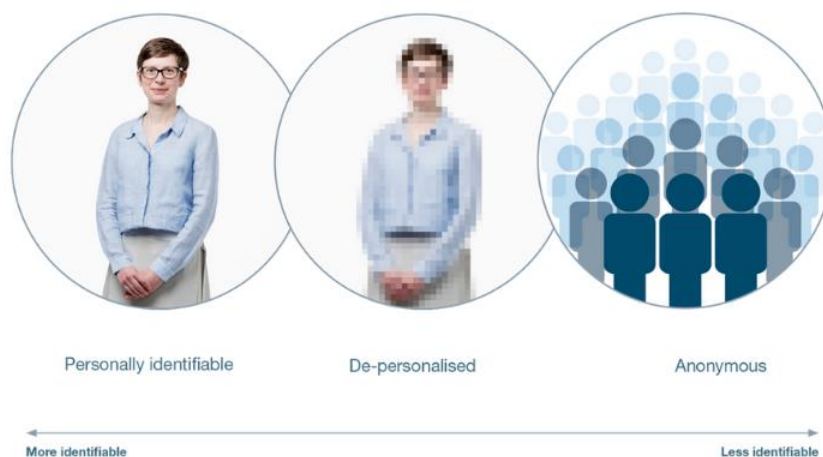 Personally identifiable
De-personalised
Anonymous
More identifiable
Less identifiable